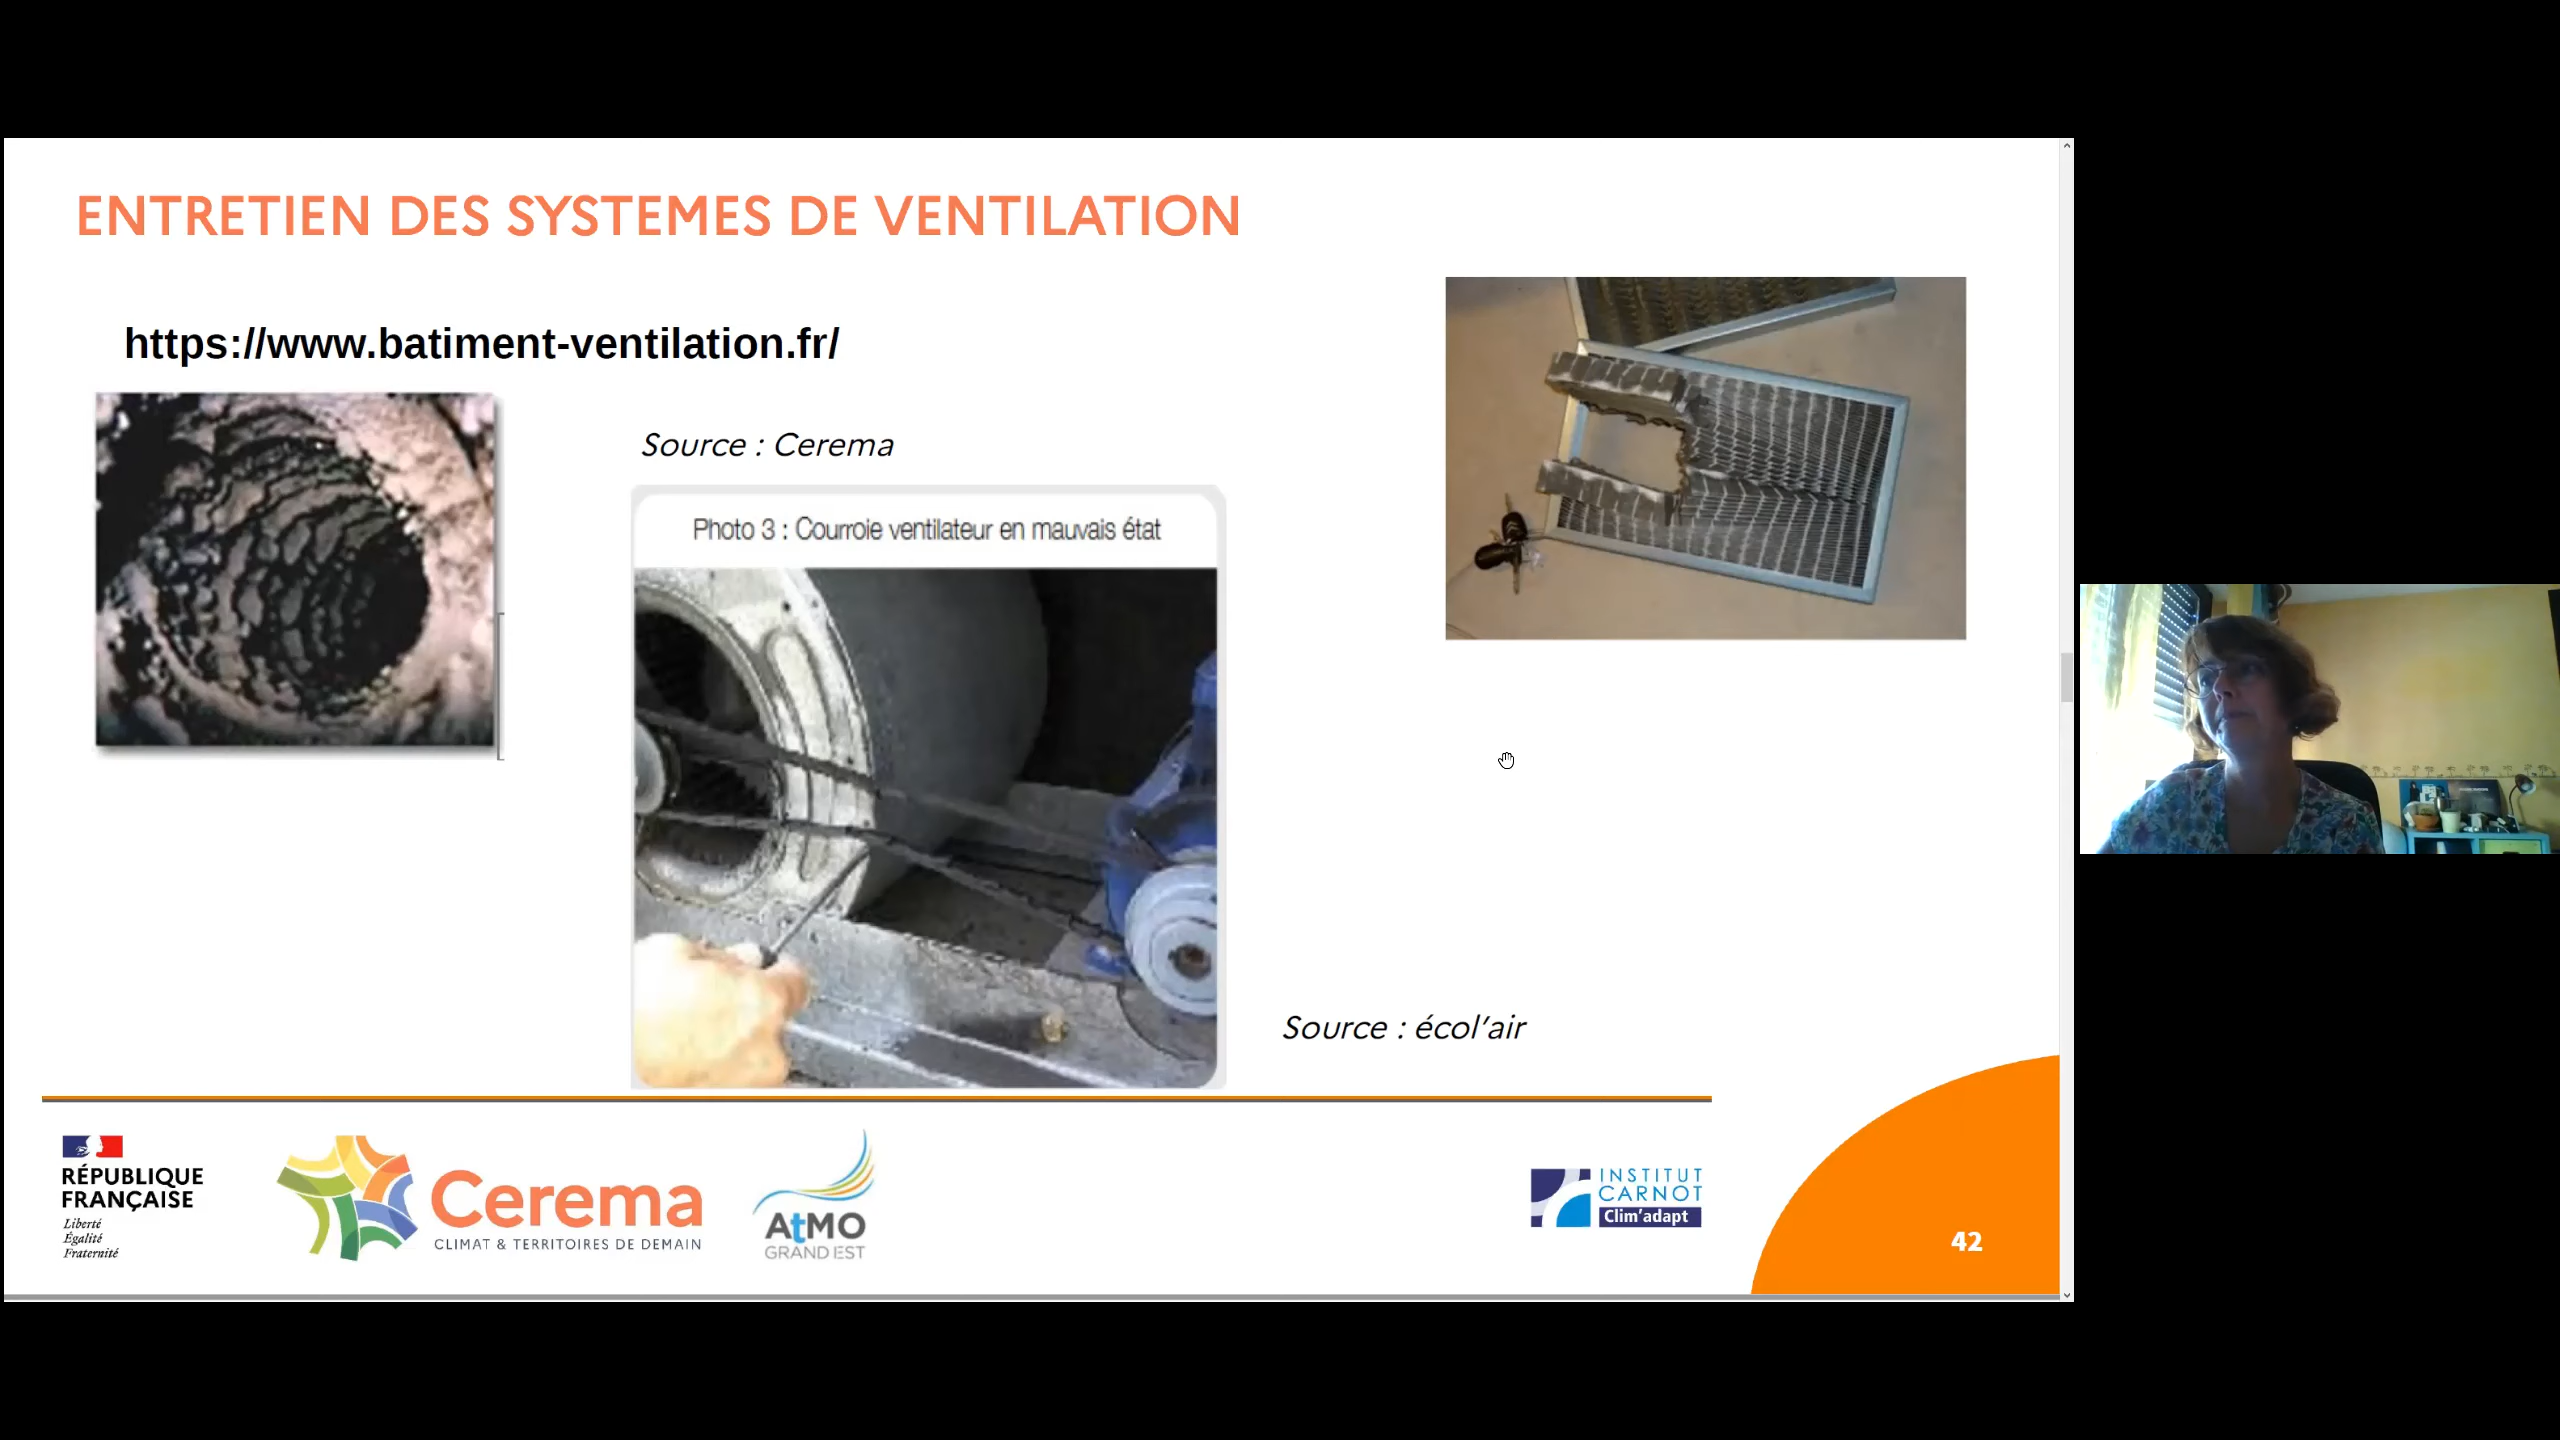 ENTRETIEN DES SYSTEMES DE VENTILATION
https://www.batiment-ventilation.fr/
Source : Cerema
Photo 3 : Courroie ventilateur en mauvais état
Source : écol’air
RÉPUBLIQUE
FRANÇAISE
Liberté
Égalité
Fraternité
Cerema
CLIMAT & TERRITOIRES DE DEMAIN
AtMO
GRAND EST
INSTITUT
CARNOT
Clim'adapt
42